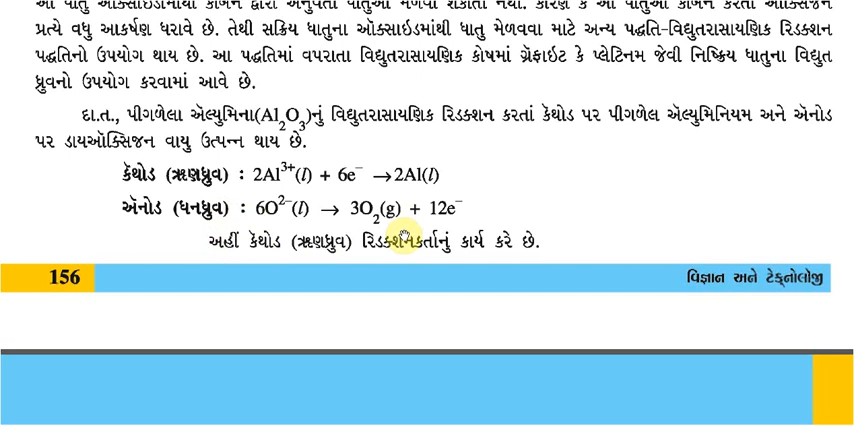 પ્રત્યે વધુ આકર્ષણ ધરાવે છે. તેથી સક્રિય ધાતુના ઑક્સાઇડમાંથી ધાતુ મેળવવા માટે અન્ય પદ્ધતિ-વિદ્યુતરાસાયણિક રિડક્શન
પદ્ધતિનો ઉપયોગ થાય છે. આ પદ્ધતિમાં વપરાતા વિદ્યુતરાસાયણિક કોષમાં ગ્રૅફાઇટ કે પ્લેટિનમ જેવી નિષ્ક્રિય ધાતુના વિદ્યુત
ધ્રુવનો ઉપયોગ કરવામાં આવે છે.
દા.ત., પીગળેલા ઍલ્યુમિના(Al₂O₃)નું વિદ્યુતરાસાયણિક રિડક્શન કરતાં કૅથોડ પર પીગળેલ ઍલ્યુમિનિયમ અને ઍનોડ
પર ડાયઑક્સિજન વાયુ ઉત્પન્ન થાય છે.
કૅથોડ (ઋણધ્રુવ) : 2Al³⁺(l) + 6e⁻ →2Al(l)
ઍનોડ (ધનધ્રુવ) : 6O²⁻(l) → 3O₂(g) + 12e⁻
અહીં કૅથોડ (ઋણધ્રુવ) રિડક્શનકર્તાનું કાર્ય કરે છે.
156 વિજ્ઞાન અને ટેક્નોલૉજી